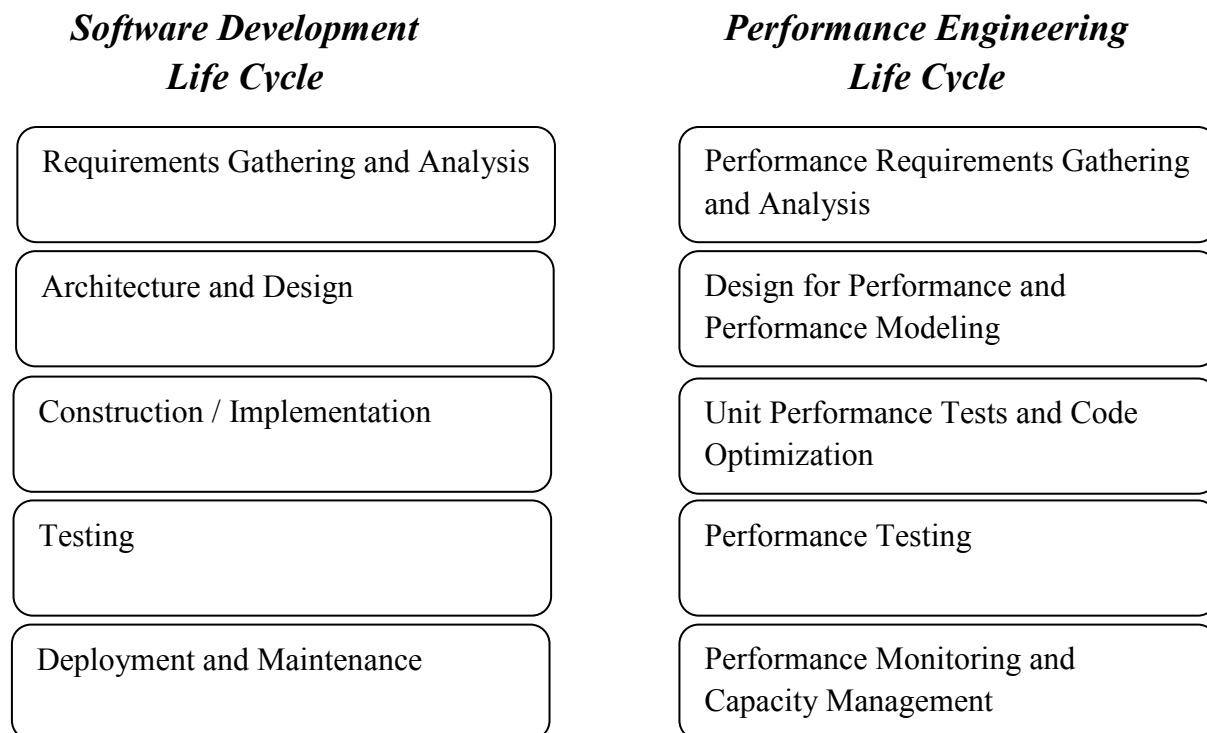 Software Development
Life Cycle
Performance Engineering
Life Cycle
Requirements Gathering and Analysis
Performance Requirements Gathering
and Analysis
Architecture and Design
Design for Performance and
Performance Modeling
Construction / Implementation
Unit Performance Tests and Code
Optimization
Testing
Performance Testing
Deployment and Maintenance
Performance Monitoring and
Capacity Management